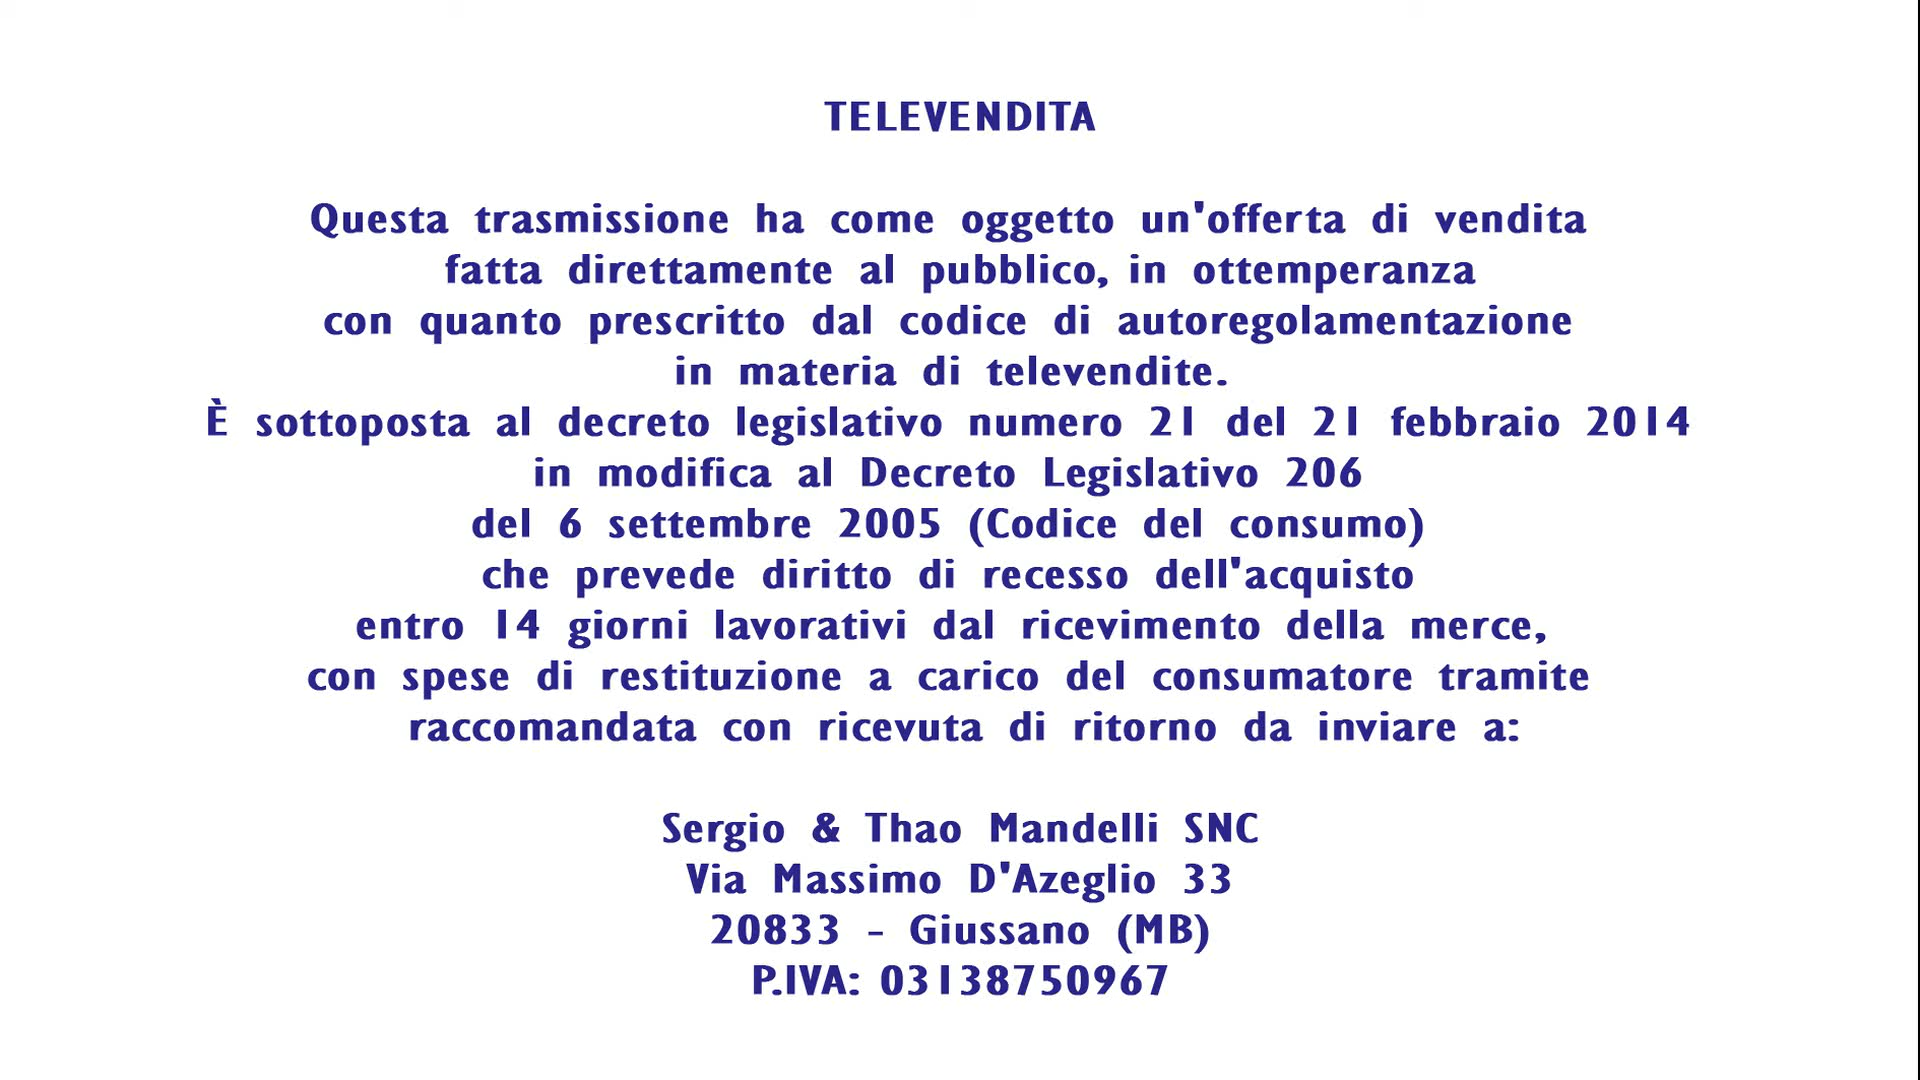 TELEVENDITA
Questa trasmissione ha come oggetto un'offerta di vendita
fatta direttamente al pubblico, in ottemperanza
con quanto prescritto dal codice di autoregolamentazione
in materia di televendite.
È sottoposta al decreto legislativo numero 21 del 21 febbraio 2014
in modifica al Decreto Legislativo 206
del 6 settembre 2005 (Codice del consumo)
che prevede diritto di recesso dell'acquisto
entro 14 giorni lavorativi dal ricevimento della merce,
con spese di restituzione a carico del consumatore tramite
raccomandata con ricevuta di ritorno da inviare a:
Sergio & Thao Mandelli SNC
Via Massimo D'Azeglio 33
20833 - Giussano (MB)
P.IVA: 03138750967